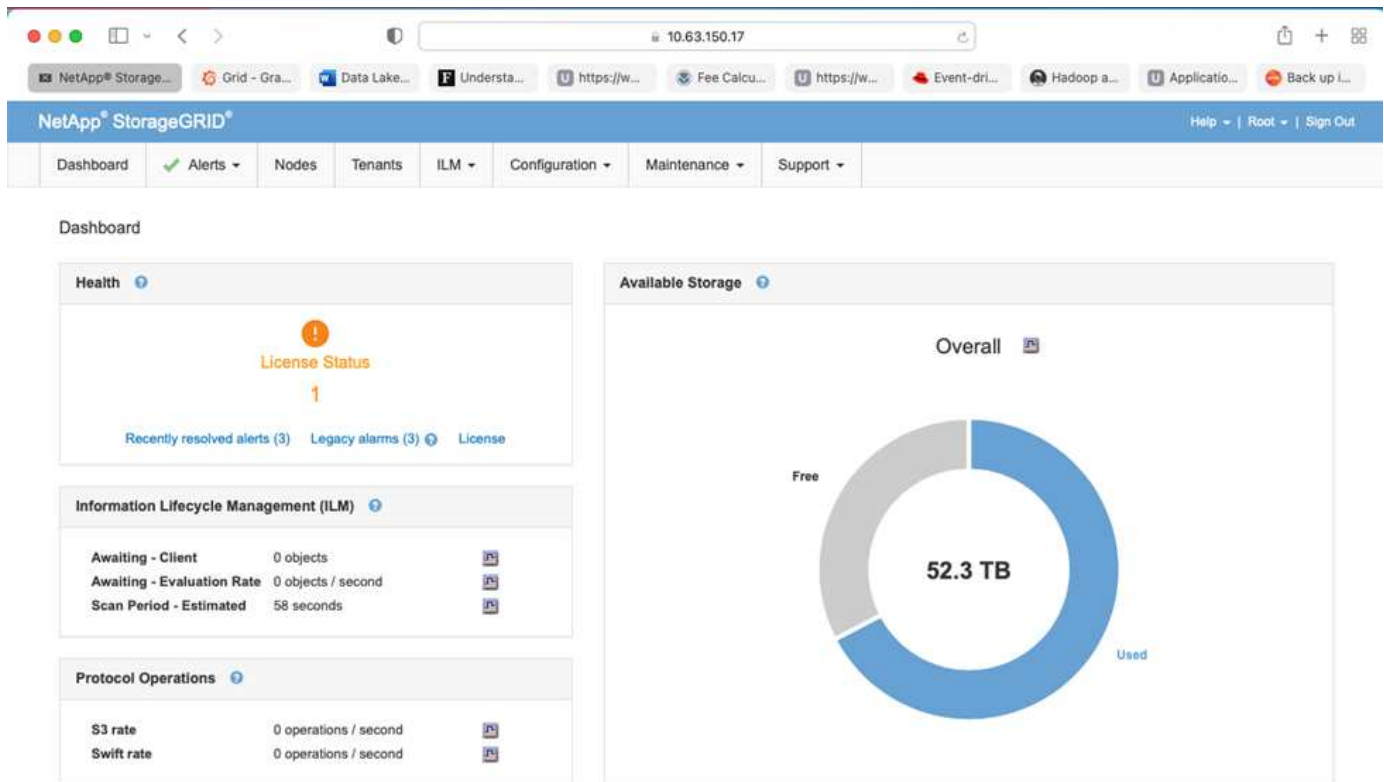 10.63.150.17
NetApp® Storage... Grid - Gra... Data Lake... Understa... https://w... Fee Calcu... https://w... Event-dri... Hadoop a... Applicatio... Back up i...
NetApp® StorageGRID® Help | Root | Sign Out
Dashboard Alerts Nodes Tenants ILM Configuration Maintenance Support
Dashboard
Health
License Status
1
Recently resolved alerts (3) Legacy alarms (3) License
Information Lifecycle Management (ILM)
Awaiting - Client 0 objects
Awaiting - Evaluation Rate 0 objects / second
Scan Period - Estimated 58 seconds
Protocol Operations
S3 rate 0 operations / second
Swift rate 0 operations / second
Available Storage
Overall
Free
52.3 TB
Used